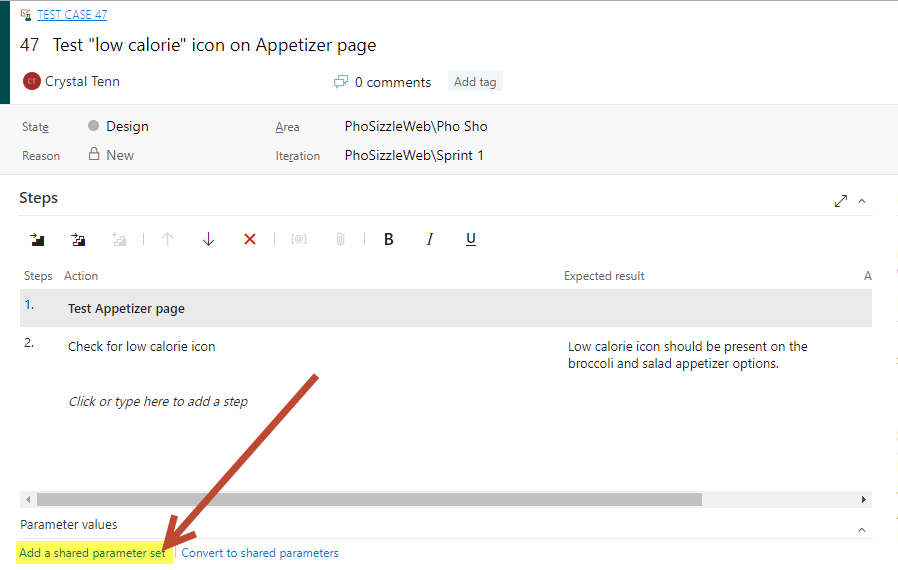 TEST CASE 47
47 Test "low calorie" icon on Appetizer page
CT Crystal Tenn 0 comments Add tag
State Design Area PhoSizzleWeb\Pho Sho
Reason New Iteration PhoSizzleWeb\Sprint 1
Steps
[@] B I U
Steps Action Expected result A
1. Test Appetizer page
2. Check for low calorie icon Low calorie icon should be present on the
broccoli and salad appetizer options.
Click or type here to add a step
Parameter values
Add a shared parameter set Convert to shared parameters